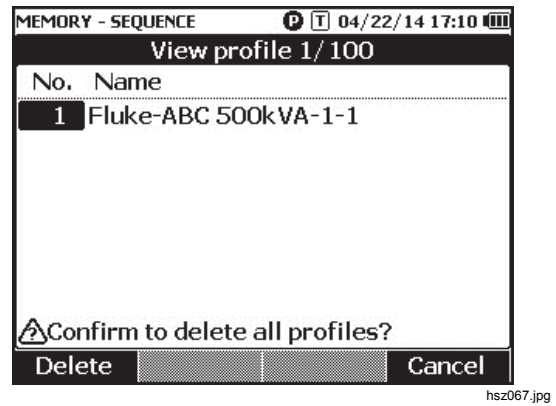 MEMORY - SEQUENCE P T 04/22/14 17:10
View profile 1/100
No. Name
1 Fluke-ABC 500kVA-1-1
Confirm to delete all profiles?
Delete Cancel
hsz067.jpg